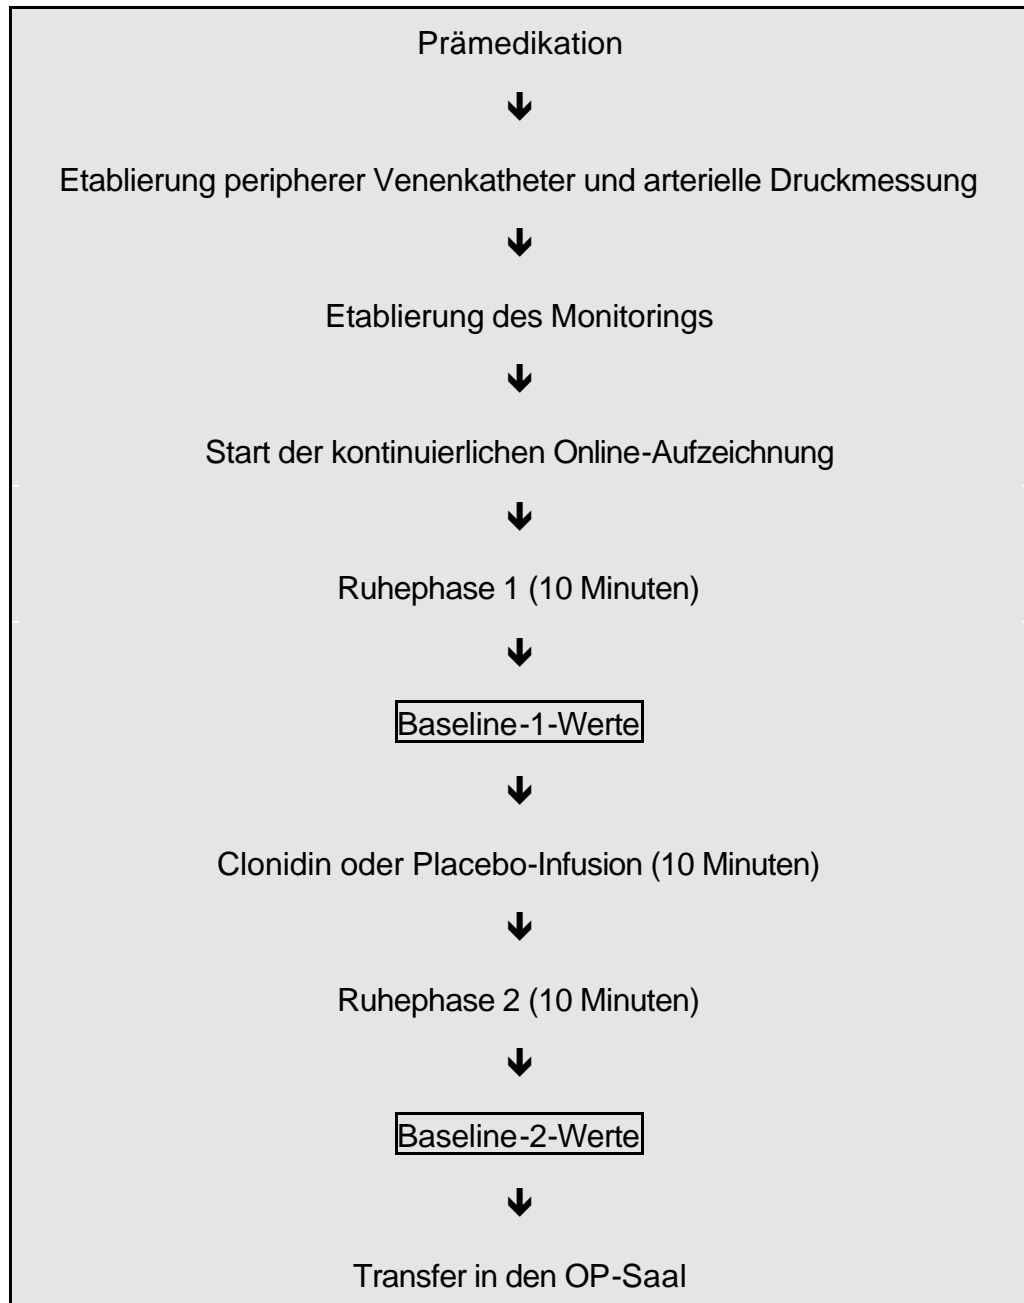 Prämedikation
Etablierung peripherer Venenkatheter und arterielle Druckmessung
Etablierung des Monitorings
Start der kontinuierlichen Online-Aufzeichnung
Ruhephase 1 (10 Minuten)
Baseline-1-Werte
Clonidin oder Placebo-Infusion (10 Minuten)
Ruhephase 2 (10 Minuten)
Baseline-2-Werte
Transfer in den OP-Saal